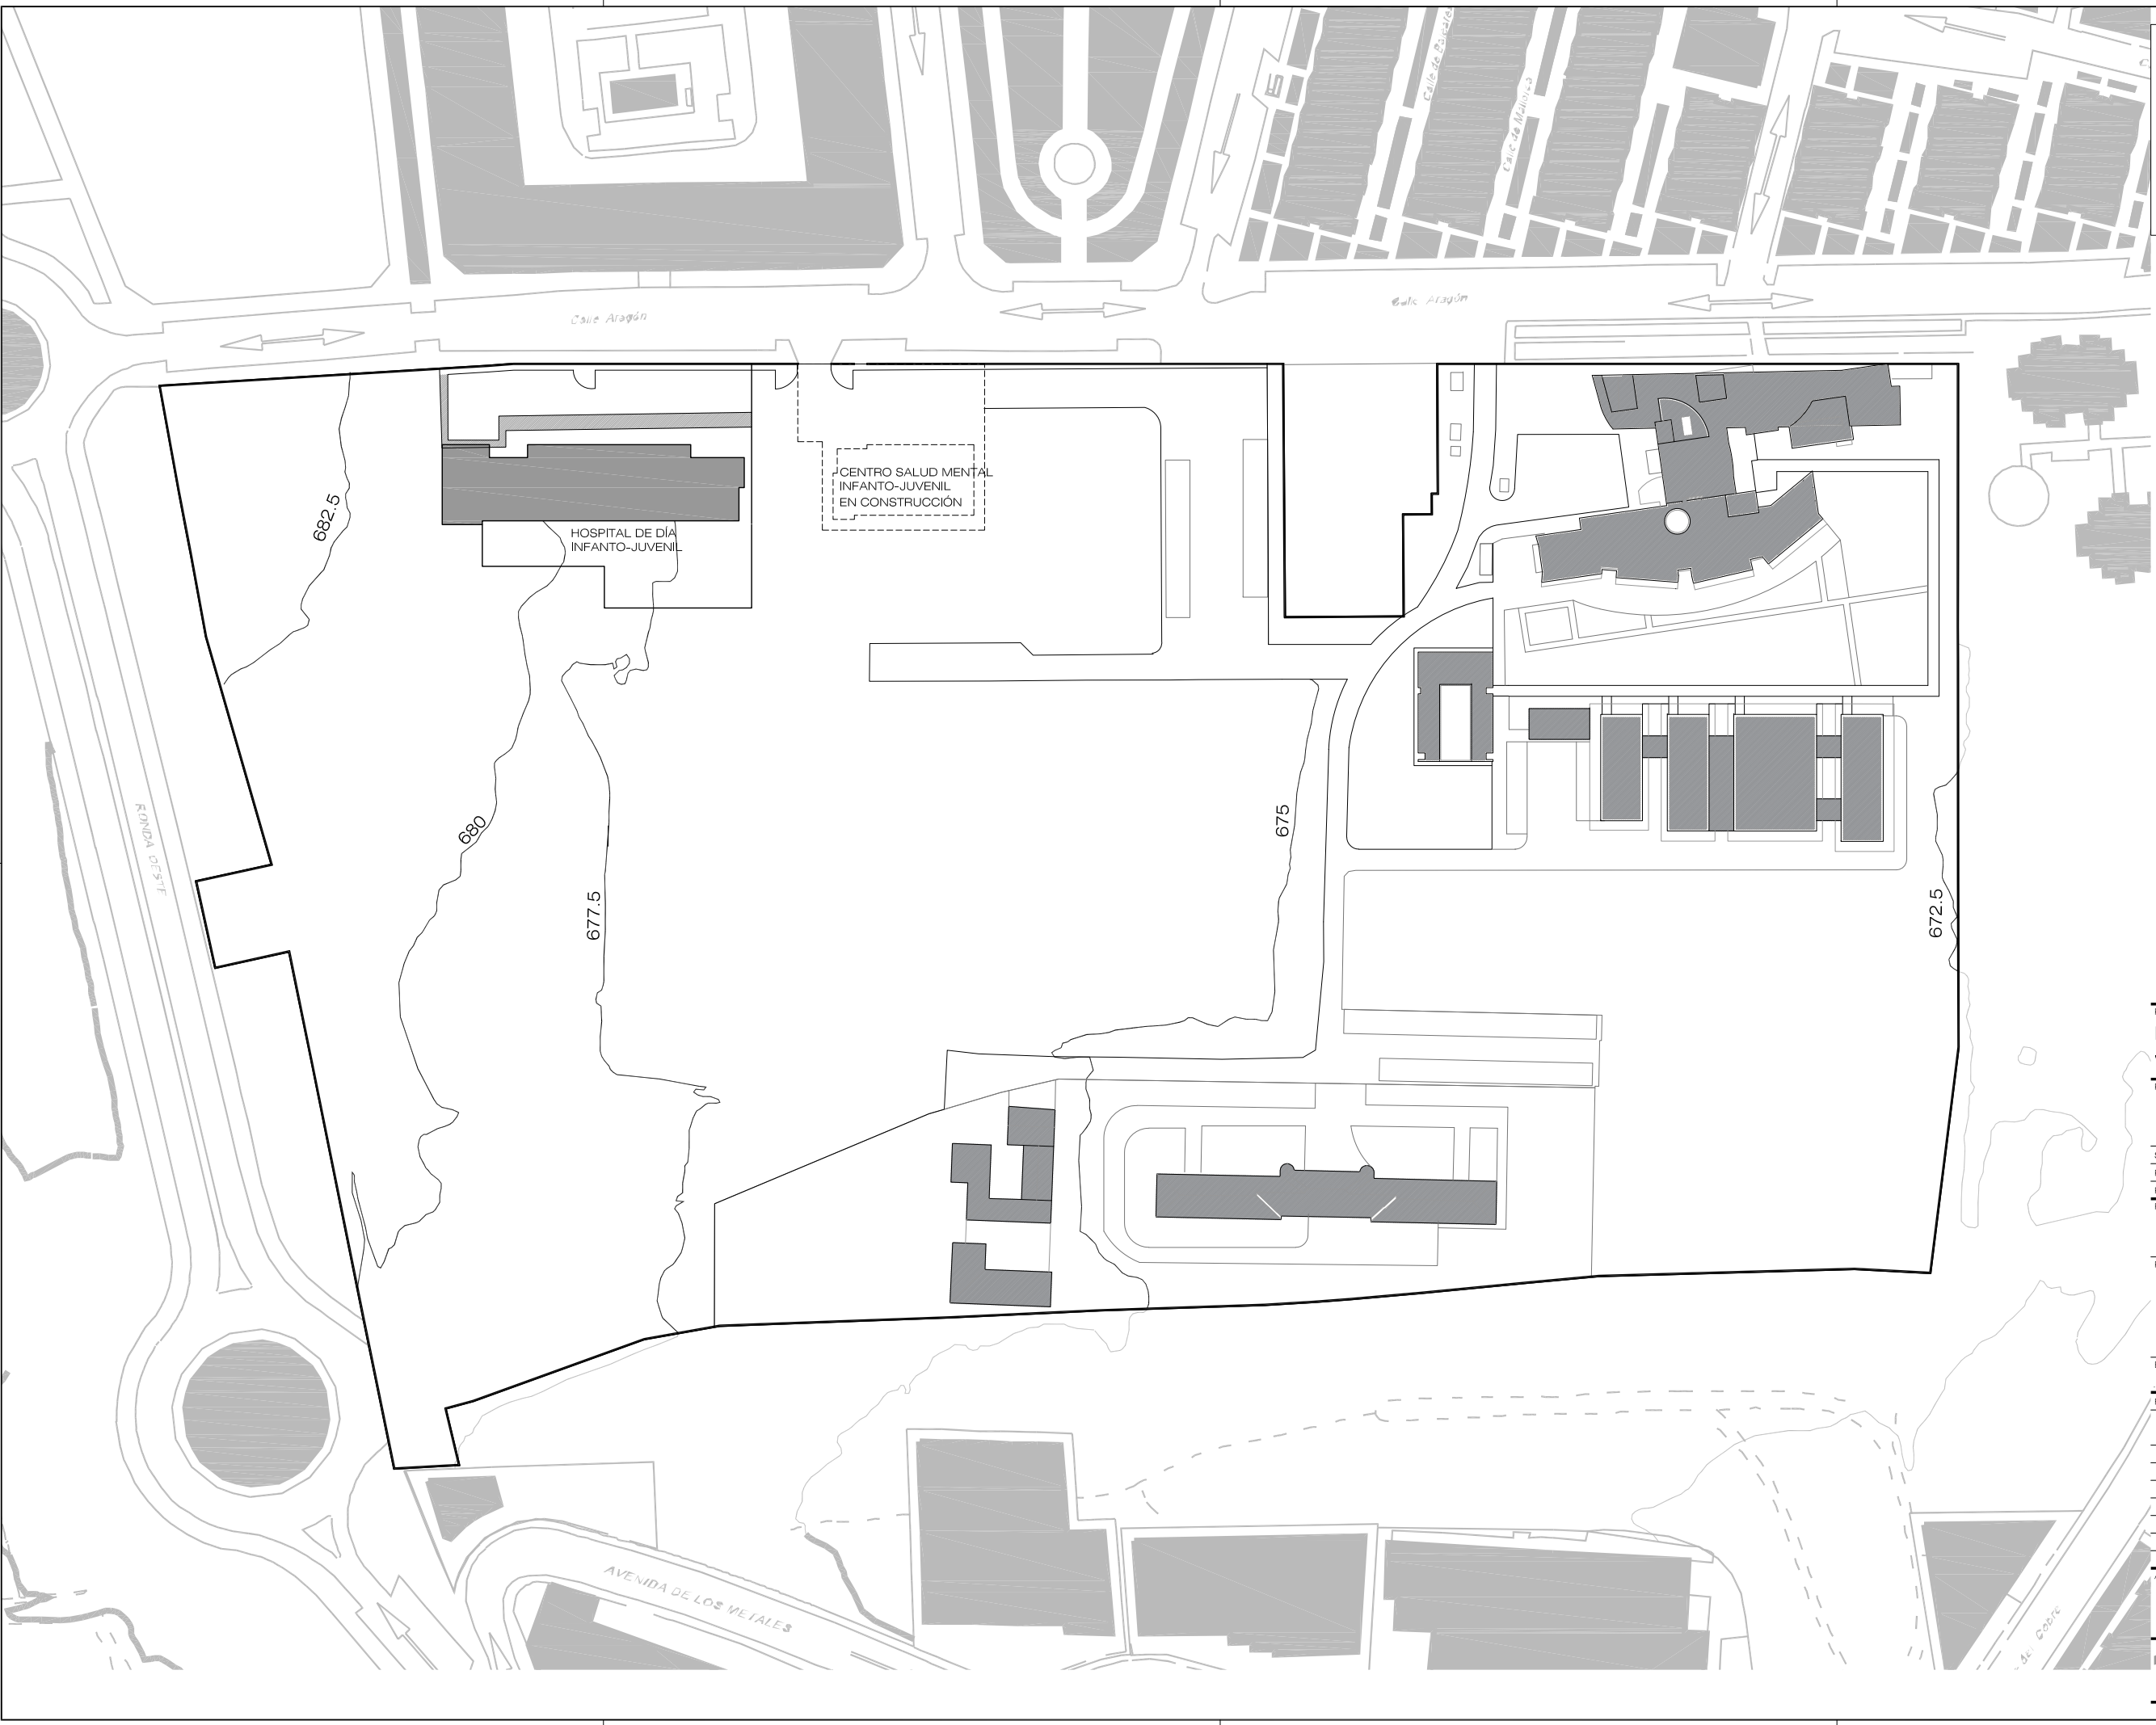 Calle de Mallorca
Calle Aragón
Calle Aragón
CENTRO SALUD MENTAL
INFANTO-JUVENIL
EN CONSTRUCCIÓN
682.5
HOSPITAL DE DÍA
INFANTO-JUVENIL
RONDA OESTE
680
675
677.5
672.5
AVENIDA DE LOS METALES
COBRE